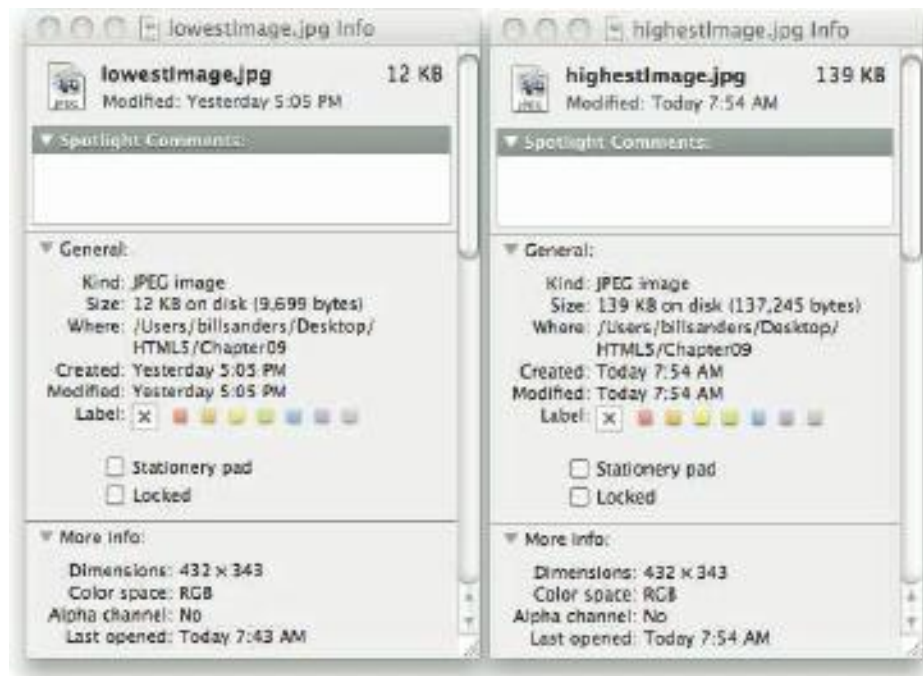 lowestImage.jpg Info
lowestImage.jpg 12 KB
Modified: Yesterday 5:05 PM
JPEG
▼ Spotlight Comments:
▼ General:
Kind: JPEG image
Size: 12 KB on disk (9,699 bytes)
Where: /Users/billsanders/Desktop/
HTML5/Chapter09
Created: Yesterday 5:05 PM
Modified: Yesterday 5:05 PM
Label: ×
Stationery pad
Locked
▼ More Info:
Dimensions: 432 × 343
Color space: RGB
Alpha channel: No
Last opened: Today 7:43 AM
highestImage.jpg Info
highestImage.jpg 139 KB
Modified: Today 7:54 AM
JPEG
▼ Spotlight Comments:
▼ General:
Kind: JPEG image
Size: 139 KB on disk (137,245 bytes)
Where: /Users/billsanders/Desktop/
HTML5/Chapter09
Created: Today 7:54 AM
Modified: Today 7:54 AM
Label: ×
Stationery pad
Locked
▼ More Info:
Dimensions: 432 × 343
Color space: RGB
Alpha channel: No
Last opened: Today 7:54 AM